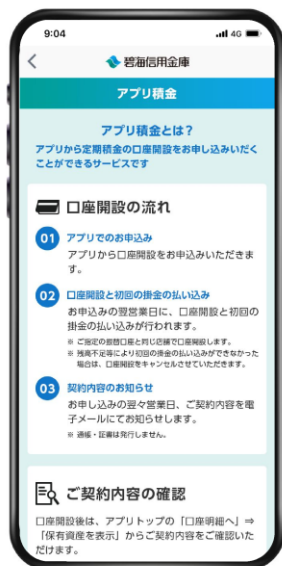 9:04
4G
碧海信用金庫
アプリ積金
アプリ積金とは？
アプリから定期積金の口座開設をお申し込みいだく
ことができるサービスです
口座開設の流れ
01 アプリでのお申込み
アプリから口座開設をお申込みいただきま
す。
02 口座開設と初回の掛金の払い込み
お申込みの翌営業日に、口座開設と初回の
掛金の払い込みが行われます。
※ ご指定の振替口座と同じ店舗で口座開設します。
※ 残高不足等により初回の掛金の払い込みができなかった
場合は、口座開設をキャンセルさせていただきます。
03 契約内容のお知らせ
お申し込みの翌々営業日、ご契約内容を電
子メールにてお知らせします。
※ 通帳・証書は発行しません。
ご契約内容の確認
口座開設後は、アプリトップの「口座明細へ」⇒
「保有資産を表示」からご契約内容をご確認いた
だけます。